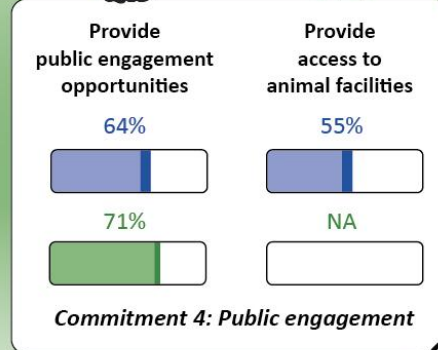 Provide
public engagement
opportunities
64%
71%
Provide
access to
animal facilities
55%
NA
Commitment 4: Public engagement